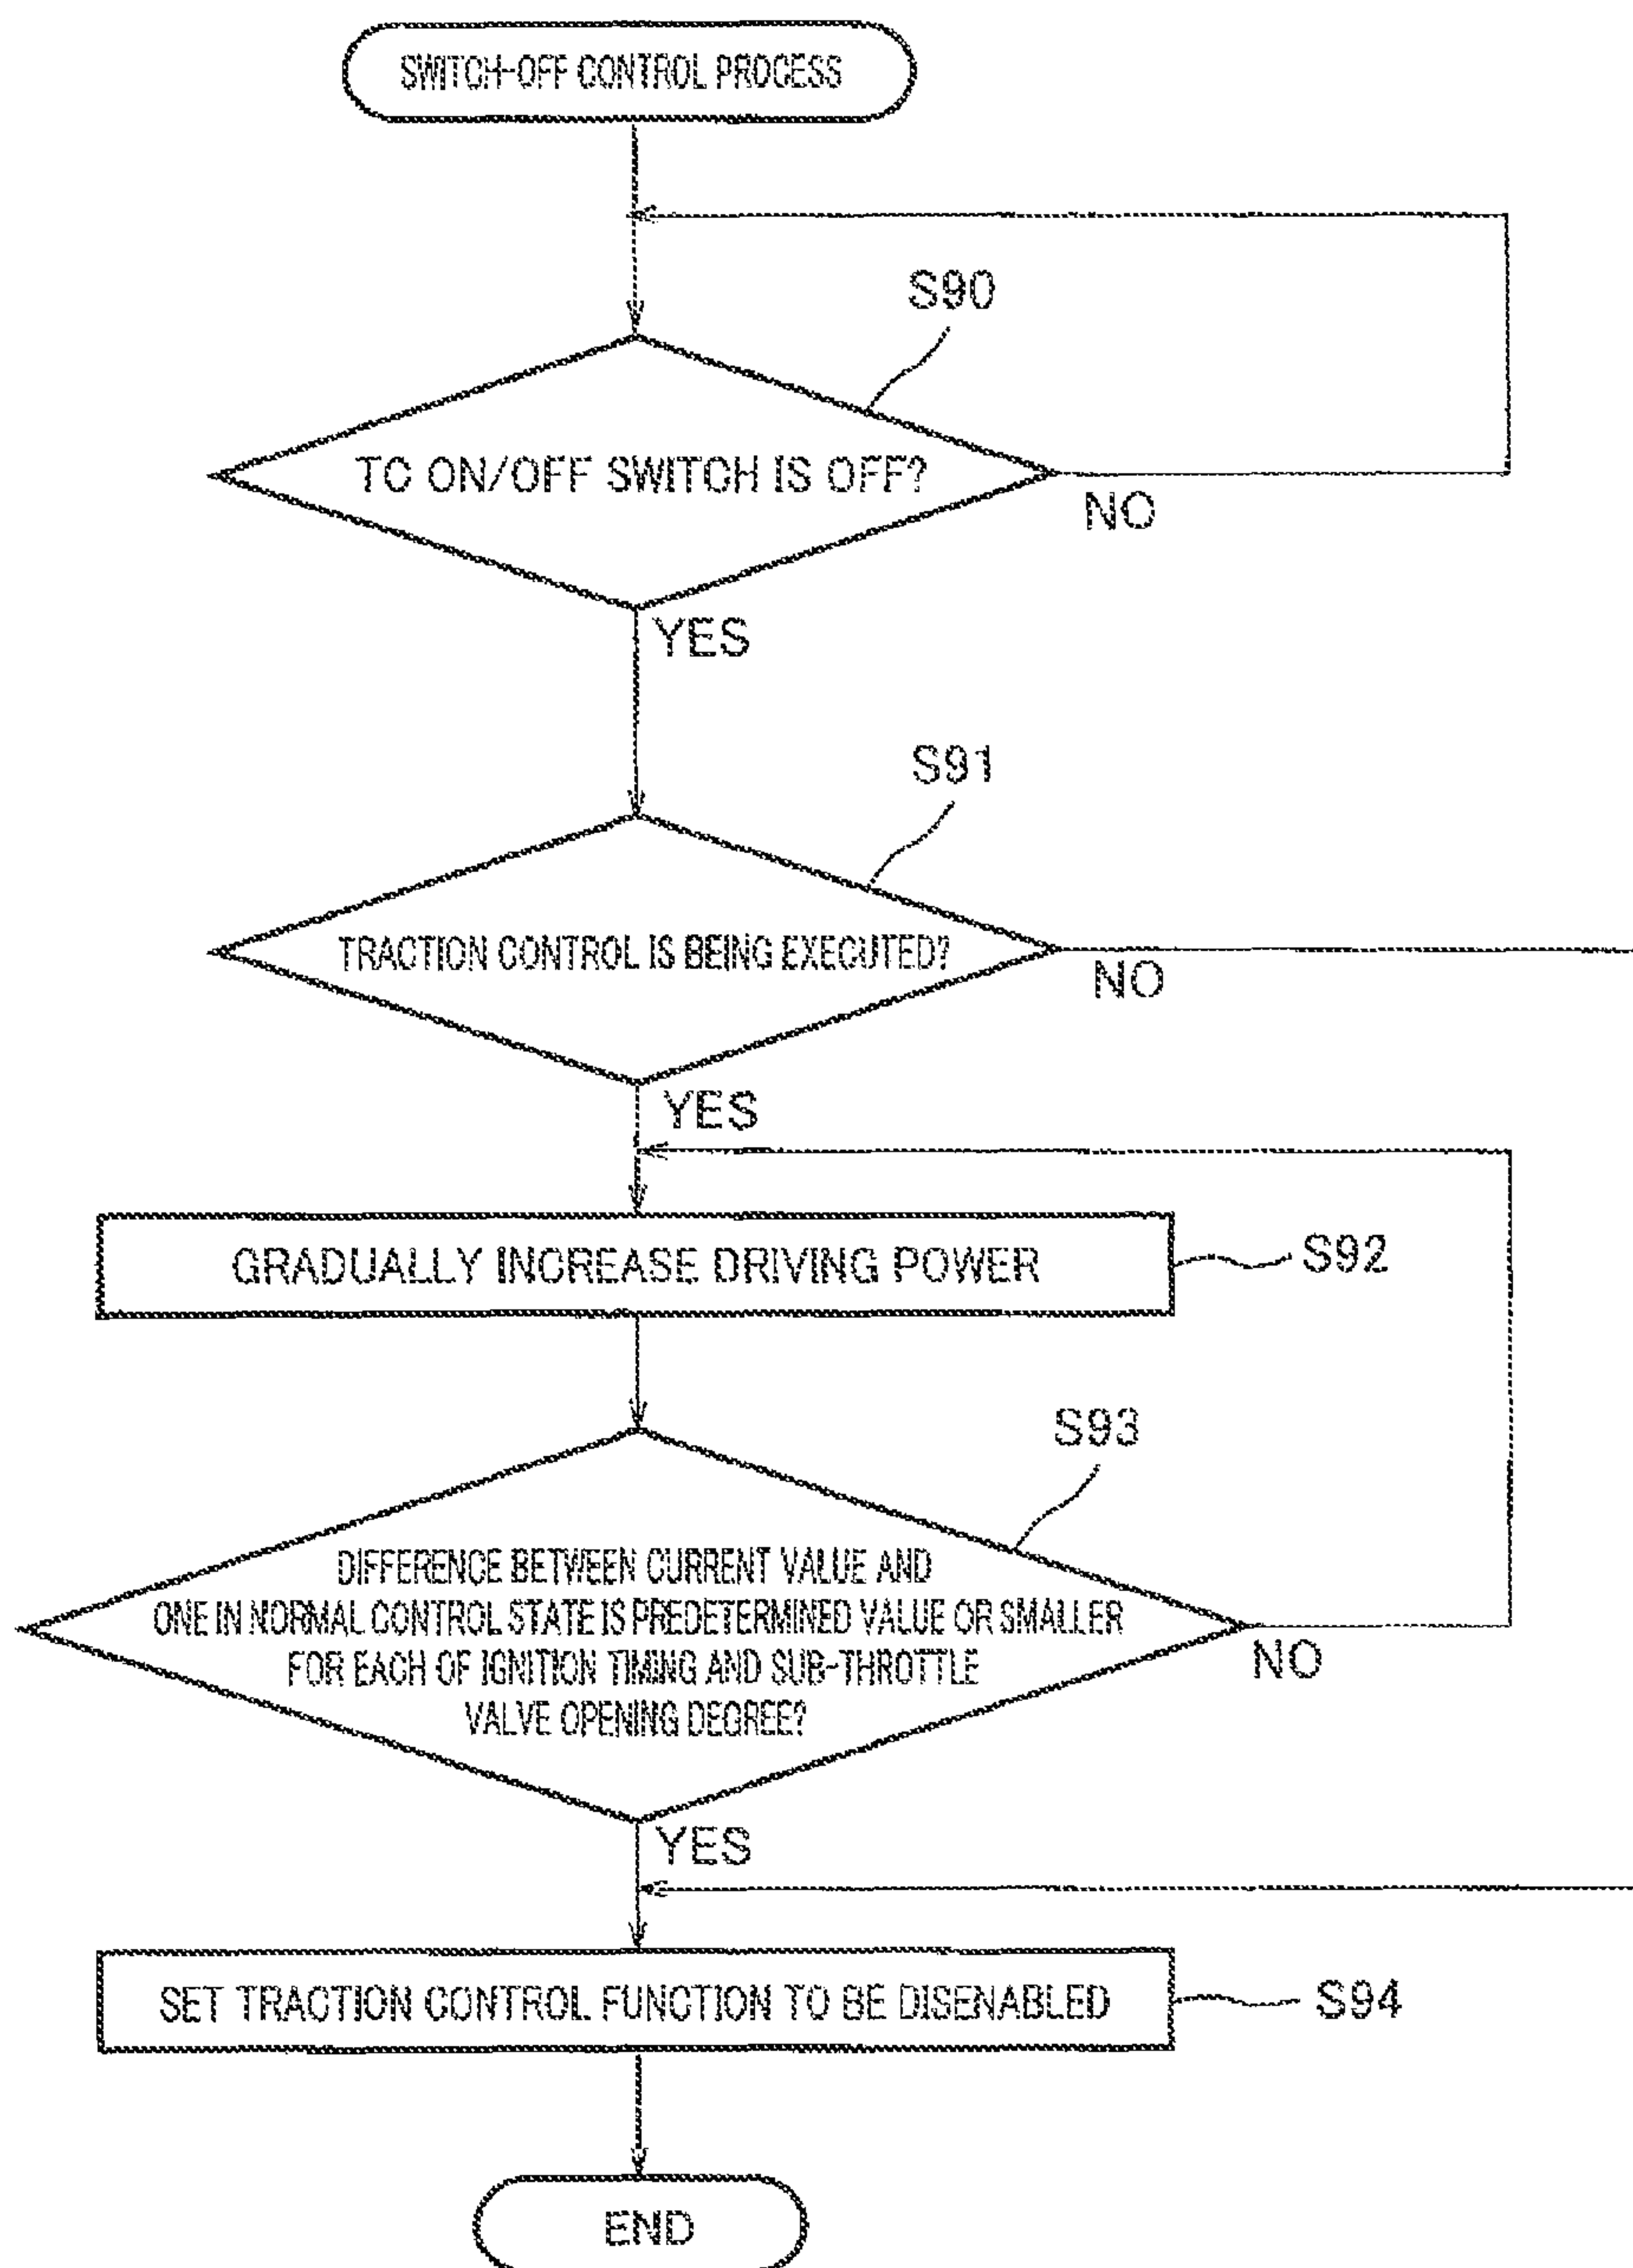 SWITCH-OFF CONTROL PROCESS
S90
TC ON/OFF SWITCH IS OFF?
NO
YES
S91
TRACTION CONTROL IS BEING EXECUTED?
NO
YES
GRADUALLY INCREASE DRIVING POWER
S92
S93
DIFFERENCE BETWEEN CURRENT VALUE AND
ONE IN NORMAL CONTROL STATE IS PREDETERMINED VALUE OR SMALLER
FOR EACH OF IGNITION TIMING AND SUB-THROTTLE
VALVE OPENING DEGREE?
NO
YES
SET TRACTION CONTROL FUNCTION TO BE DISENABLED
S94
END